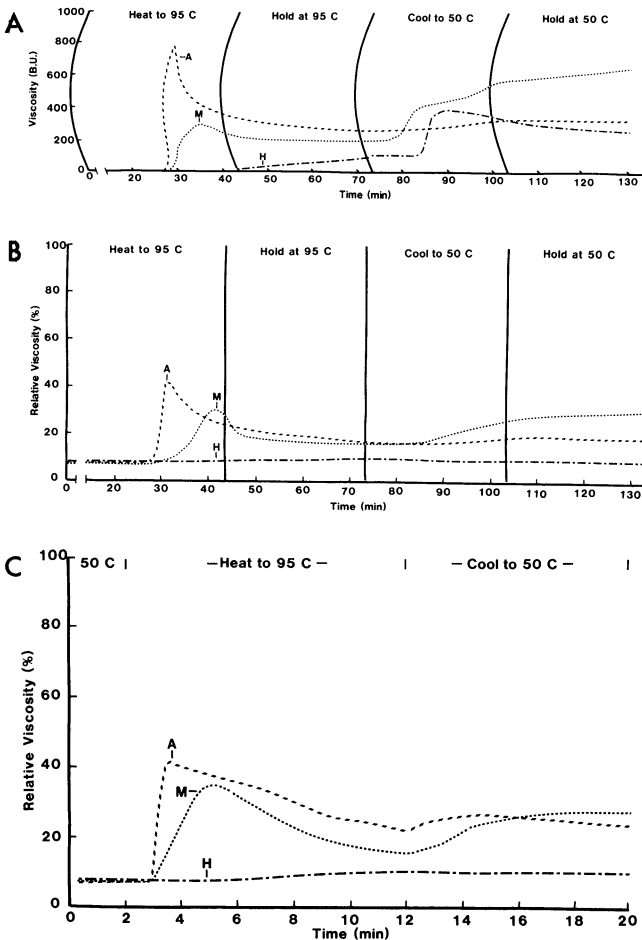 A
Heat to 95 C Hold at 95 C Cool to 50 C Hold at 50 C
Viscosity (B.U.)
1000
800
600
400
200
0
A
M
H
0 20 30 40 50 60 70 80 90 100 110 120 130
Time (min)
B
Heat to 95 C Hold at 95 C Cool to 50 C Hold at 50 C
Relative Viscosity (%)
100
80
60
40
20
0
A
M
H
0 20 30 40 50 60 70 80 90 100 110 120 130
Time (min)
C
50 C Heat to 95 C Cool to 50 C
Relative Viscosity (%)
100
80
60
40
20
0
A
M
H
0 2 4 6 8 10 12 14 16 18 20
Time (min)